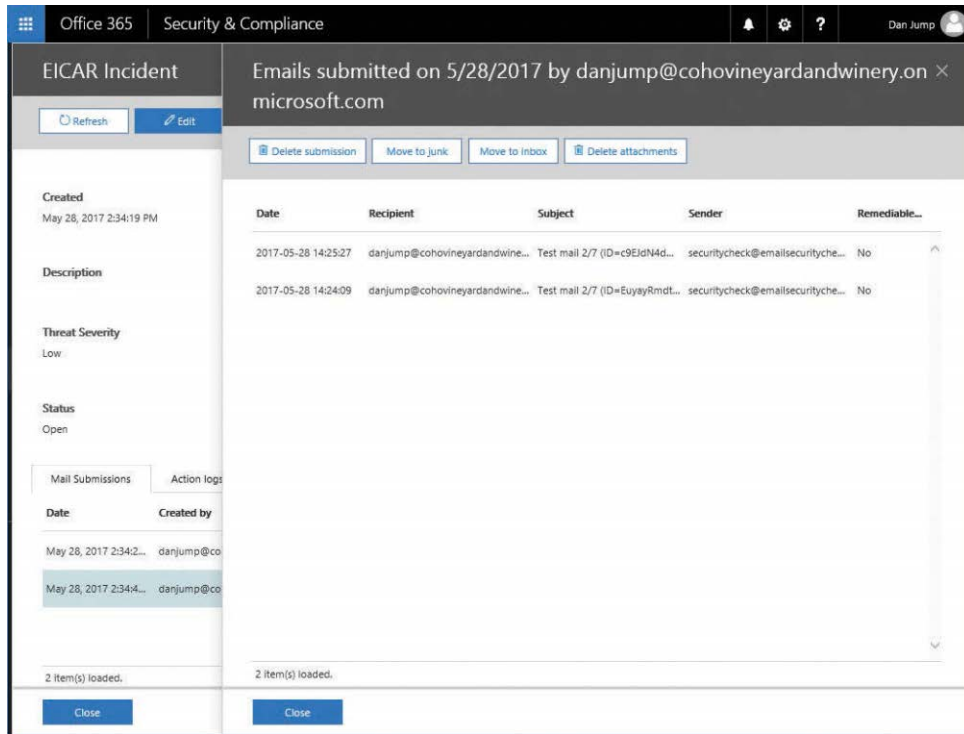 Office 365 Security & Compliance ? Dan Jump
EICAR Incident
Refresh Edit
Created
May 28, 2017 2:34:19 PM
Description
Threat Severity
Low
Status
Open
Mail Submissions Action logs
Date Created by
May 28, 2017 2:34:2... danjump@co
May 28, 2017 2:34:4... danjump@co
2 item(s) loaded.
Close
Emails submitted on 5/28/2017 by danjump@cohovineyardandwinery.on
microsoft.com
Delete submission Move to junk Move to inbox Delete attachments
Date Recipient Subject Sender Remediable...
2017-05-28 14:25:27 danjump@cohovineyardandwine... Test mail 2/7 (ID=c9EJdN4d... securitycheck@emailsecurityche... No
2017-05-28 14:24:09 danjump@cohovineyardandwine... Test mail 2/7 (ID=EuyayRmdt... securitycheck@emailsecurityche... No
2 item(s) loaded.
Close